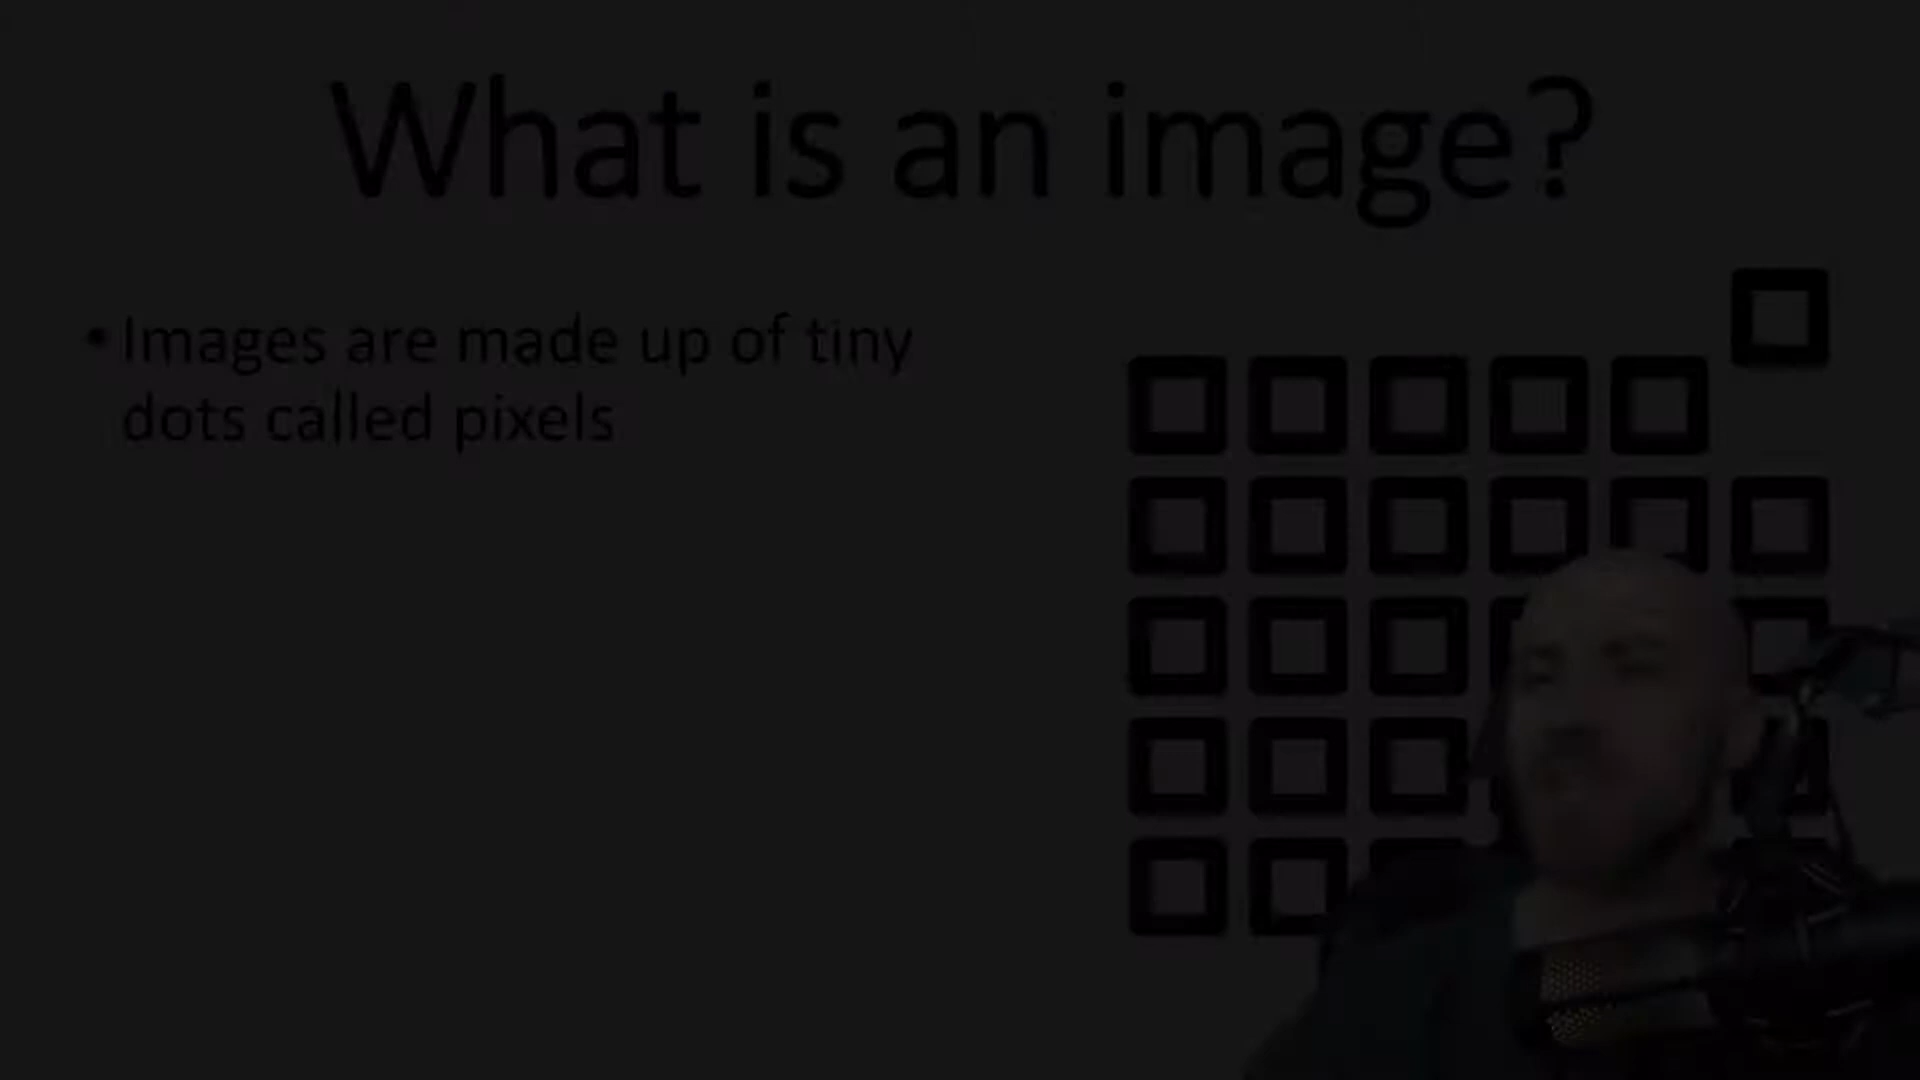 What is an image?
• Images are made up of tiny
dots called pixels